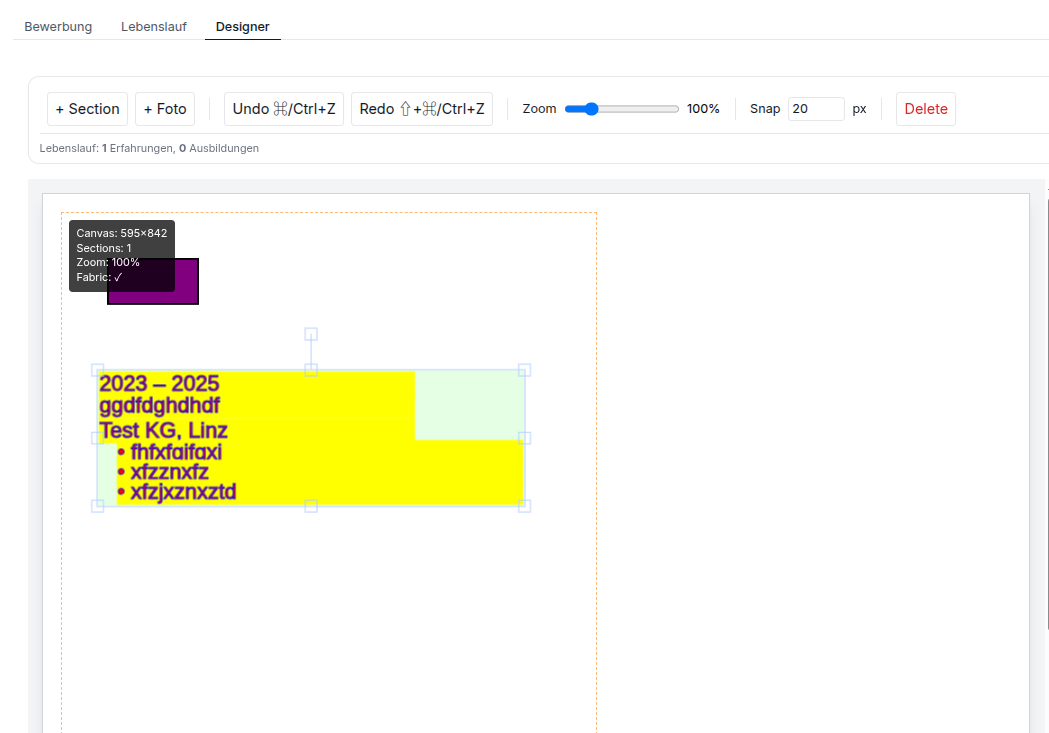 Bewerbung Lebenslauf Designer
+ Section + Foto Undo ⌘/Ctrl+Z Redo ⇧+⌘/Ctrl+Z Zoom 100% Snap 20 px Delete
Lebenslauf: 1 Erfahrungen, 0 Ausbildungen
Canvas: 595×842
Sections: 1
Zoom: 100%
Fabric: ✓
2023 – 2025
ggdfdghdhdf
Test KG, Linz
• fhfxfaifaxi
• xfzznxfz
• xfzjxznxztd